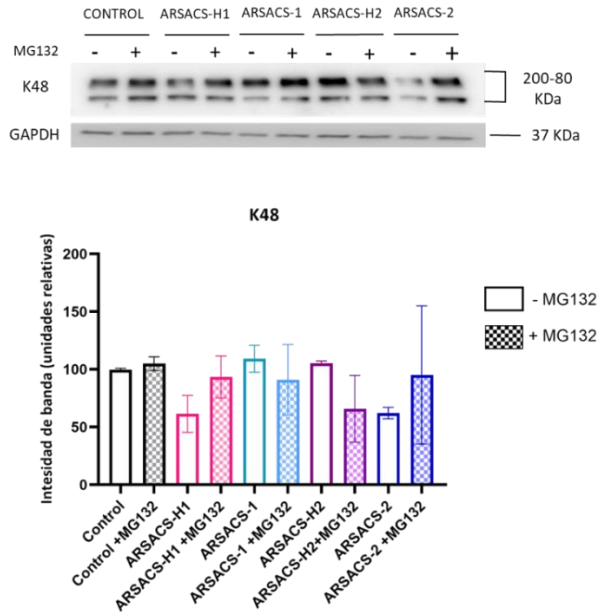 CONTROL ARSACS-H1 ARSACS-1 ARSACS-H2 ARSACS-2
MG132 - + - + - + - + - +
K48 200-80
KDa
GAPDH 37 KDa
K48
Intesidad de banda (unidades relativas)
200
150
100
50
0
- MG132
+ MG132
Control
Control +MG132
ARSACS-H1
ARSACS-H1 +MG132
ARSACS-1
ARSACS-1 +MG132
ARSACS-H2
ARSACS-H2+MG132
ARSACS-2
ARSACS-2 +MG132